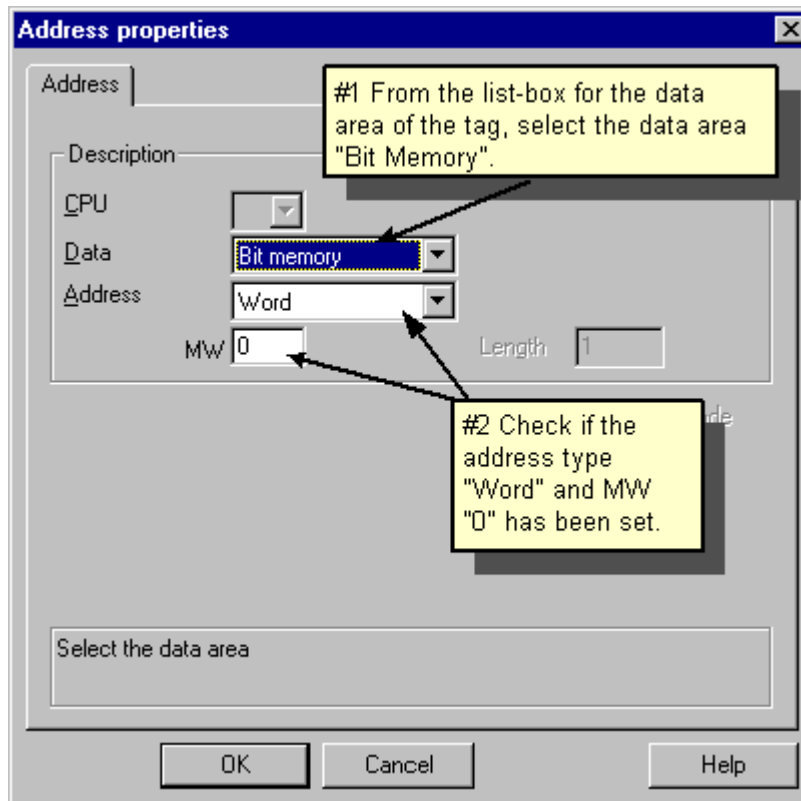 Address properties
Address
#1 From the list-box for the data
area of the tag, select the data area
"Bit Memory".
Description
CPU
Data
Bit memory
Address
Word
MW
0
Length
1
#2 Check if the
address type
"Word" and MW
"0" has been set.
Select the data area
OK
Cancel
Help